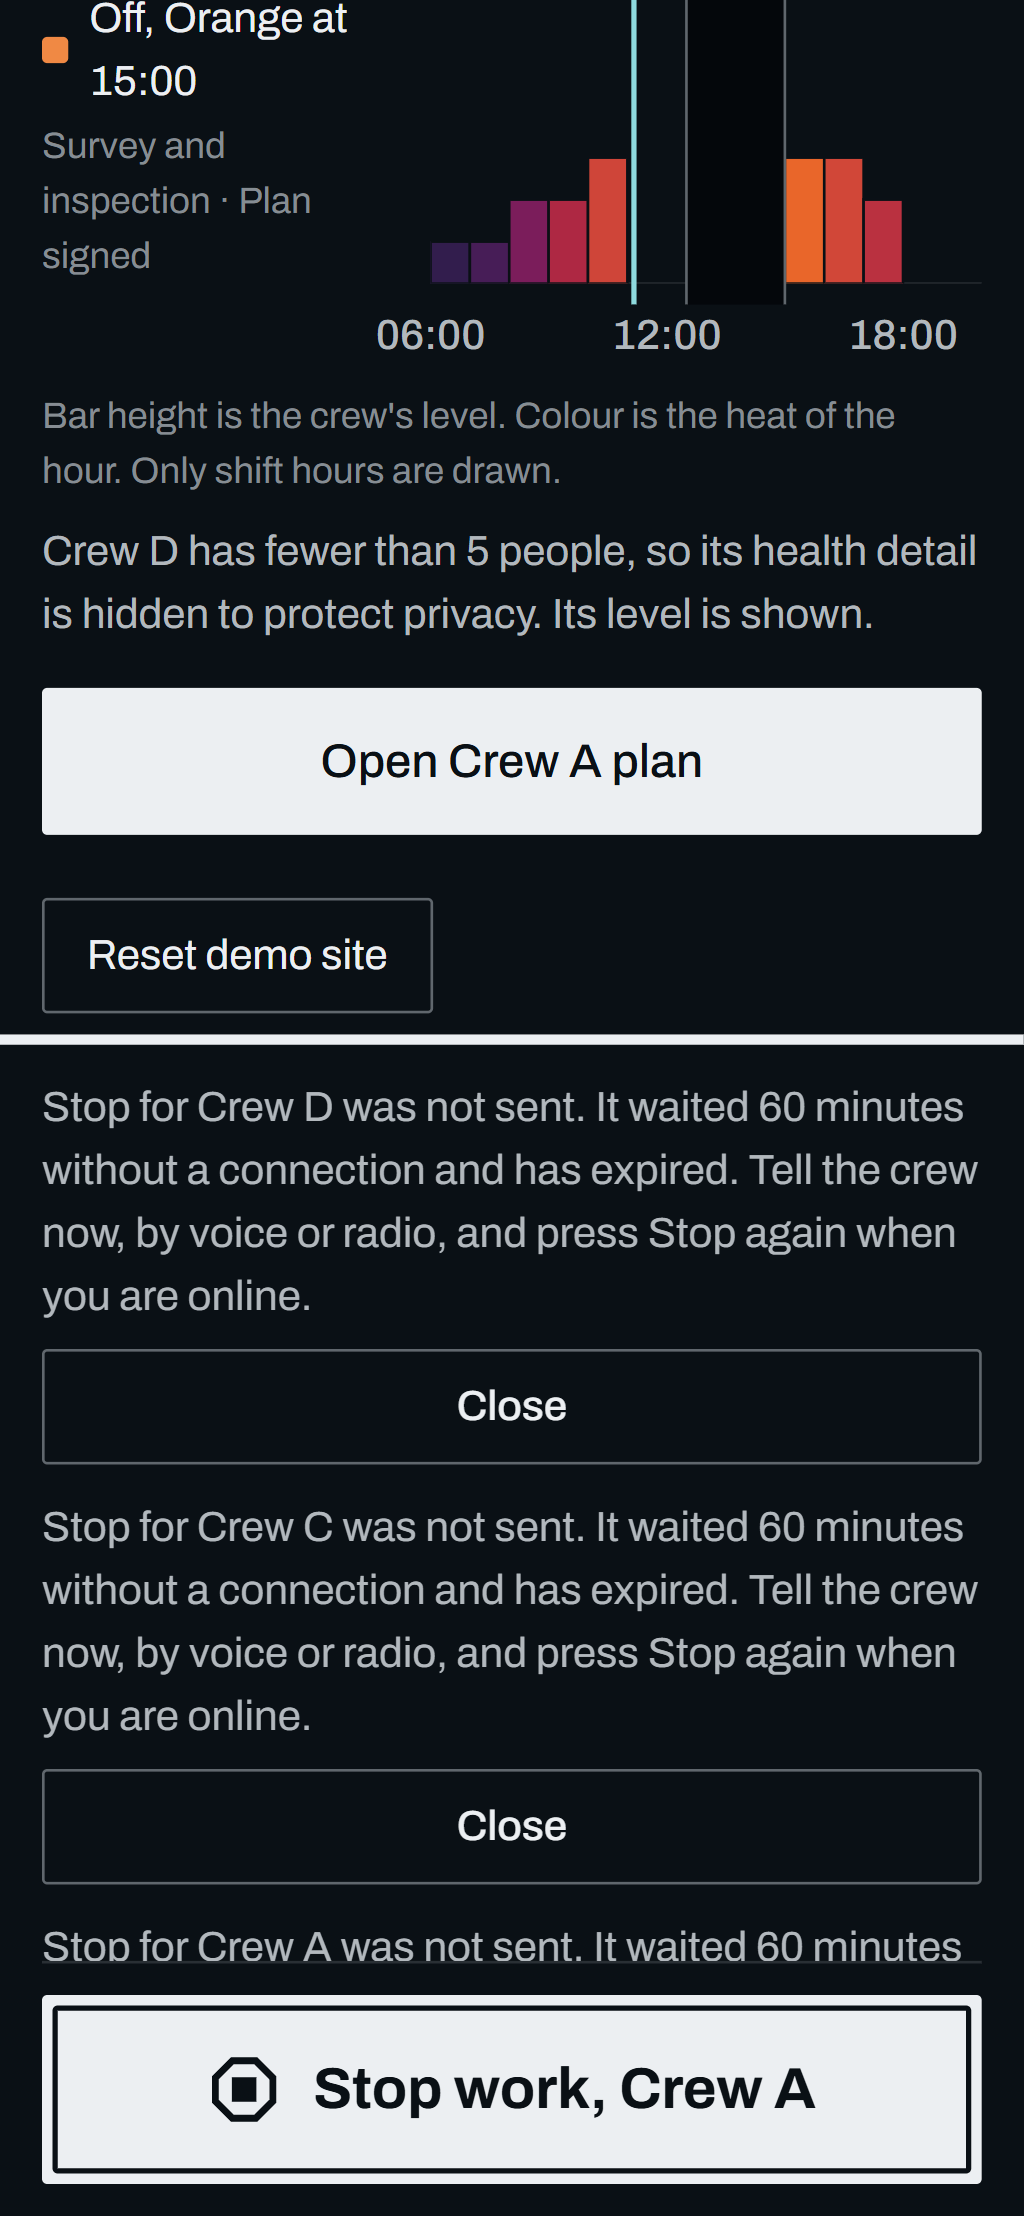 Off, Orange at
15:00
Survey and
inspection · Plan
signed
06:00 12:00 18:00
Bar height is the crew's level. Colour is the heat of the
hour. Only shift hours are drawn.
Crew D has fewer than 5 people, so its health detail
is hidden to protect privacy. Its level is shown.
Open Crew A plan
Reset demo site
Stop for Crew D was not sent. It waited 60 minutes
without a connection and has expired. Tell the crew
now, by voice or radio, and press Stop again when
you are online.
Close
Stop for Crew C was not sent. It waited 60 minutes
without a connection and has expired. Tell the crew
now, by voice or radio, and press Stop again when
you are online.
Close
Stop for Crew A was not sent. It waited 60 minutes
Stop work, Crew A